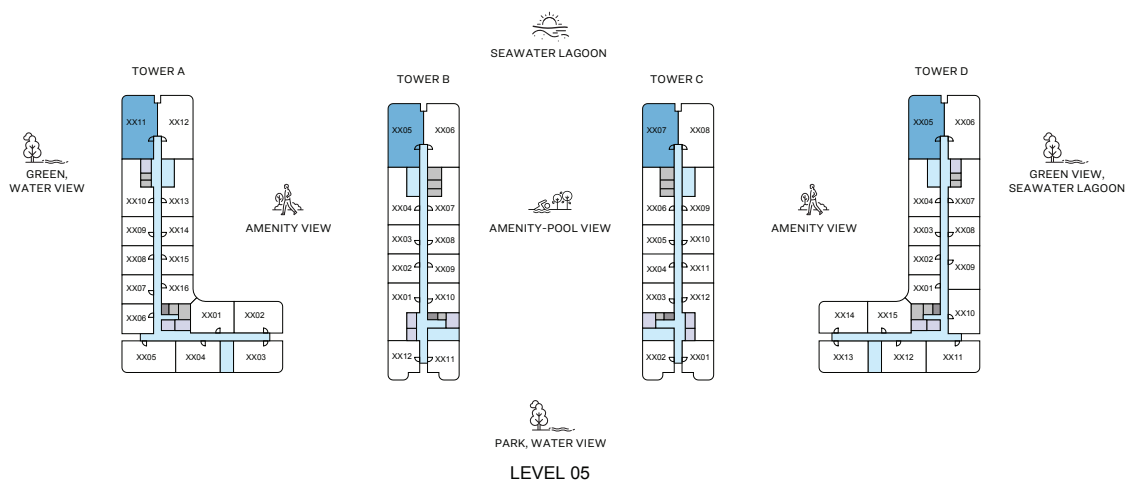 SEAWATER LAGOON
TOWER A
TOWER B
TOWER C
TOWER D
XX11
XX12
XX10
XX13
XX09
XX14
XX08
XX15
XX07
XX16
XX06
XX01
XX02
XX05
XX04
XX03
XX05
XX06
XX04
XX07
XX03
XX08
XX02
XX09
XX01
XX10
XX12
XX11
XX07
XX08
XX06
XX09
XX05
XX10
XX04
XX11
XX03
XX12
XX02
XX01
XX05
XX06
XX04
XX07
XX03
XX08
XX02
XX09
XX01
XX10
XX14
XX15
XX13
XX12
XX11
GREEN,
WATER VIEW
AMENITY VIEW
AMENITY-POOL VIEW
AMENITY VIEW
GREEN VIEW,
SEAWATER LAGOON
PARK, WATER VIEW
LEVEL 05